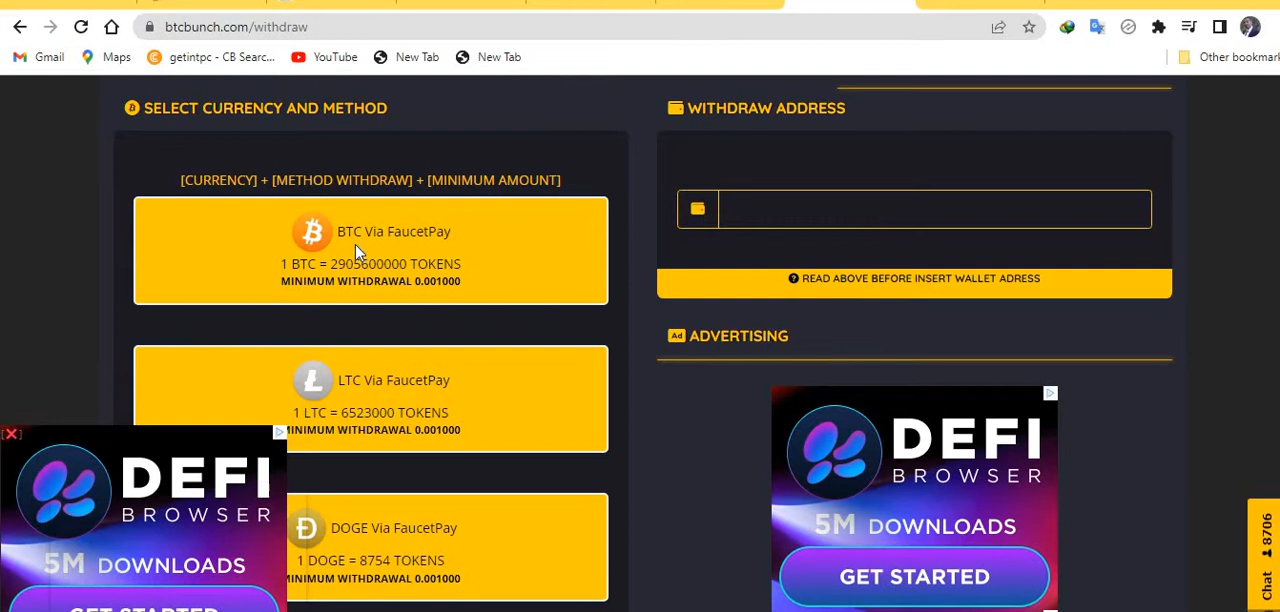 btcbunch.com/withdraw
Gmail
Maps
getintpc - CB Searc...
YouTube
New Tab
New Tab
Other bookmar
SELECT CURRENCY AND METHOD
[CURRENCY] + [METHOD WITHDRAW] + [MINIMUM AMOUNT]
BTC Via FaucetPay
1 BTC = 2905600000 TOKENS
MINIMUM WITHDRAWAL 0.001000
LTC Via FaucetPay
1 LTC = 6523000 TOKENS
MINIMUM WITHDRAWAL 0.001000
DOGE Via FaucetPay
1 DOGE = 8754 TOKENS
MINIMUM WITHDRAWAL 0.001000
WITHDRAW ADDRESS
READ ABOVE BEFORE INSERT WALLET ADRESS
Ad ADVERTISING
DEFI
BROWSER
5M DOWNLOADS
GET STARTED
[X]
DEFI
BROWSER
5M DOWNLOADS
GET STARTED
Chat 8706